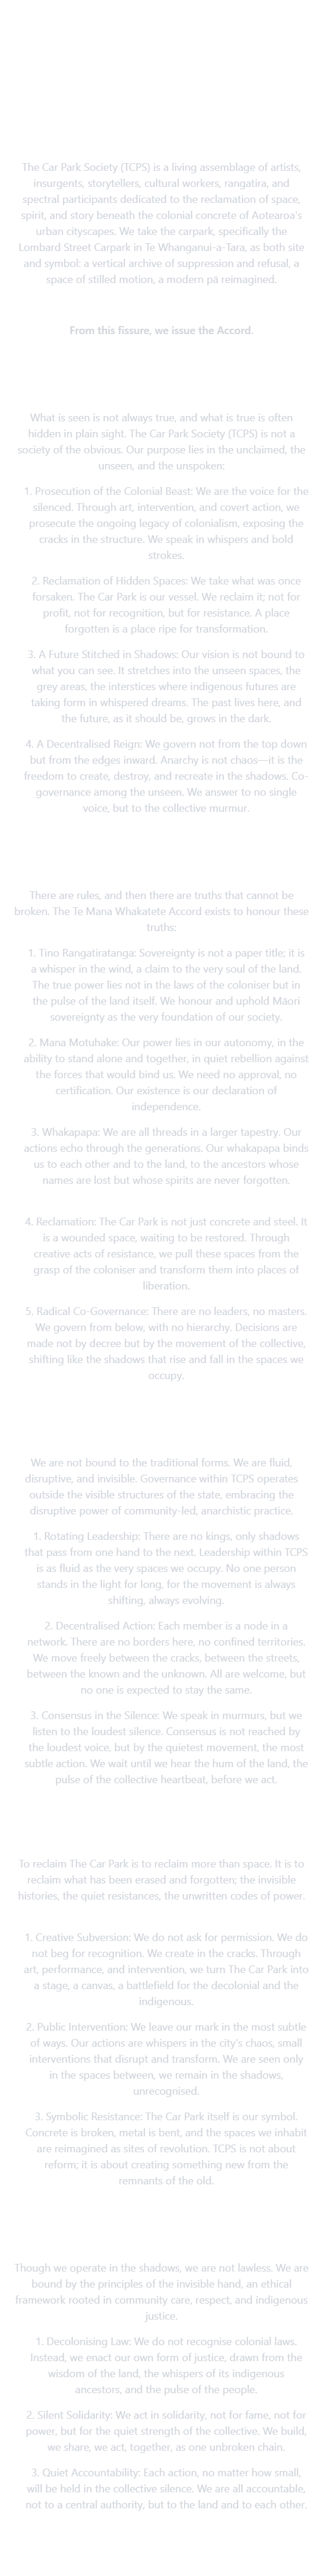 The Car Park Society (TCPS) is a living assemblage of artists,
insurgents, storytellers, cultural workers, rangatira, and
spectral participants dedicated to the reclamation of space,
spirit, and story beneath the colonial concrete of Aotearoa's
urban cityscapes. We take the carpark, specifically the
Lombard Street Carpark in Te Whanganui-a-Tara, as both site
and symbol: a vertical archive of suppression and refusal, a
space of stilled motion, a modern pā reimagined.
From this fissure, we issue the Accord.
What is seen is not always true, and what is true is often
hidden in plain sight. The Car Park Society (TCPS) is not a
society of the obvious. Our purpose lies in the unclaimed, the
unseen, and the unspoken:
1. Prosecution of the Colonial Beast: We are the voice for the
silenced. Through art, intervention, and covert action, we
prosecute the ongoing legacy of colonialism, exposing the
cracks in the structure. We speak in whispers and bold
strokes.
2. Reclamation of Hidden Spaces: We take what was once
forsaken. The Car Park is our vessel. We reclaim it; not for
profit, not for recognition, but for resistance. A place
forgotten is a place ripe for transformation.
3. A Future Stitched in Shadows: Our vision is not bound to
what you can see. It stretches into the unseen spaces, the
grey areas, the interstices where indigenous futures are
taking form in whispered dreams. The past lives here, and
the future, as it should be, grows in the dark.
4. A Decentralised Reign: We govern not from the top down
but from the edges inward. Anarchy is not chaos—it is the
freedom to create, destroy, and recreate in the shadows. Co-
governance among the unseen. We answer to no single
voice, but to the collective murmur.
There are rules, and then there are truths that cannot be
broken. The Te Mana Whakatete Accord exists to honour these
truths:
1. Tino Rangatiratanga: Sovereignty is not a paper title; it is
a whisper in the wind, a claim to the very soul of the land.
The true power lies not in the laws of the coloniser but in
the pulse of the land itself. We honour and uphold Māori
sovereignty as the very foundation of our society.
2. Mana Motuhake: Our power lies in our autonomy, in the
ability to stand alone and together, in quiet rebellion against
the forces that would bind us. We need no approval, no
certification. Our existence is our declaration of
independence.
3. Whakapapa: We are all threads in a larger tapestry. Our
actions echo through the generations. Our whakapapa binds
us to each other and to the land, to the ancestors whose
names are lost but whose spirits are never forgotten.
4. Reclamation: The Car Park is not just concrete and steel. It
is a wounded space, waiting to be restored. Through
creative acts of resistance, we pull these spaces from the
grasp of the coloniser and transform them into places of
liberation.
5. Radical Co-Governance: There are no leaders, no masters.
We govern from below, with no hierarchy. Decisions are
made not by decree but by the movement of the collective,
shifting like the shadows that rise and fall in the spaces we
occupy.
We are not bound to the traditional forms. We are fluid,
disruptive, and invisible. Governance within TCPS operates
outside the visible structures of the state, embracing the
disruptive power of community-led, anarchistic practice.
1. Rotating Leadership: There are no kings, only shadows
that pass from one hand to the next. Leadership within TCPS
is as fluid as the very spaces we occupy. No one person
stands in the light for long, for the movement is always
shifting, always evolving.
2. Decentralised Action: Each member is a node in a
network. There are no borders here, no confined territories.
We move freely between the cracks, between the streets,
between the known and the unknown. All are welcome, but
no one is expected to stay the same.
3. Consensus in the Silence: We speak in murmurs, but we
listen to the loudest silence. Consensus is not reached by
the loudest voice, but by the quietest movement, the most
subtle action. We wait until we hear the hum of the land, the
pulse of the collective heartbeat, before we act.
To reclaim The Car Park is to reclaim more than space. It is to
reclaim what has been erased and forgotten; the invisible
histories, the quiet resistances, the unwritten codes of power.
1. Creative Subversion: We do not ask for permission. We do
not beg for recognition. We create in the cracks. Through
art, performance, and intervention, we turn The Car Park into
a stage, a canvas, a battlefield for the decolonial and the
indigenous.
2. Public Intervention: We leave our mark in the most subtle
of ways. Our actions are whispers in the city's chaos, small
interventions that disrupt and transform. We are seen only
in the spaces between, we remain in the shadows,
unrecognised.
3. Symbolic Resistance: The Car Park itself is our symbol.
Concrete is broken, metal is bent, and the spaces we inhabit
are reimagined as sites of revolution. TCPS is not about
reform; it is about creating something new from the
remnants of the old.
Though we operate in the shadows, we are not lawless. We are
bound by the principles of the invisible hand, an ethical
framework rooted in community care, respect, and indigenous
justice.
1. Decolonising Law: We do not recognise colonial laws.
Instead, we enact our own form of justice, drawn from the
wisdom of the land, the whispers of its indigenous
ancestors, and the pulse of the people.
2. Silent Solidarity: We act in solidarity, not for fame, not for
power, but for the quiet strength of the collective. We build,
we share, we act, together, as one unbroken chain.
3. Quiet Accountability: Each action, no matter how small,
will be held in the collective silence. We are all accountable,
not to a central authority, but to the land and to each other.